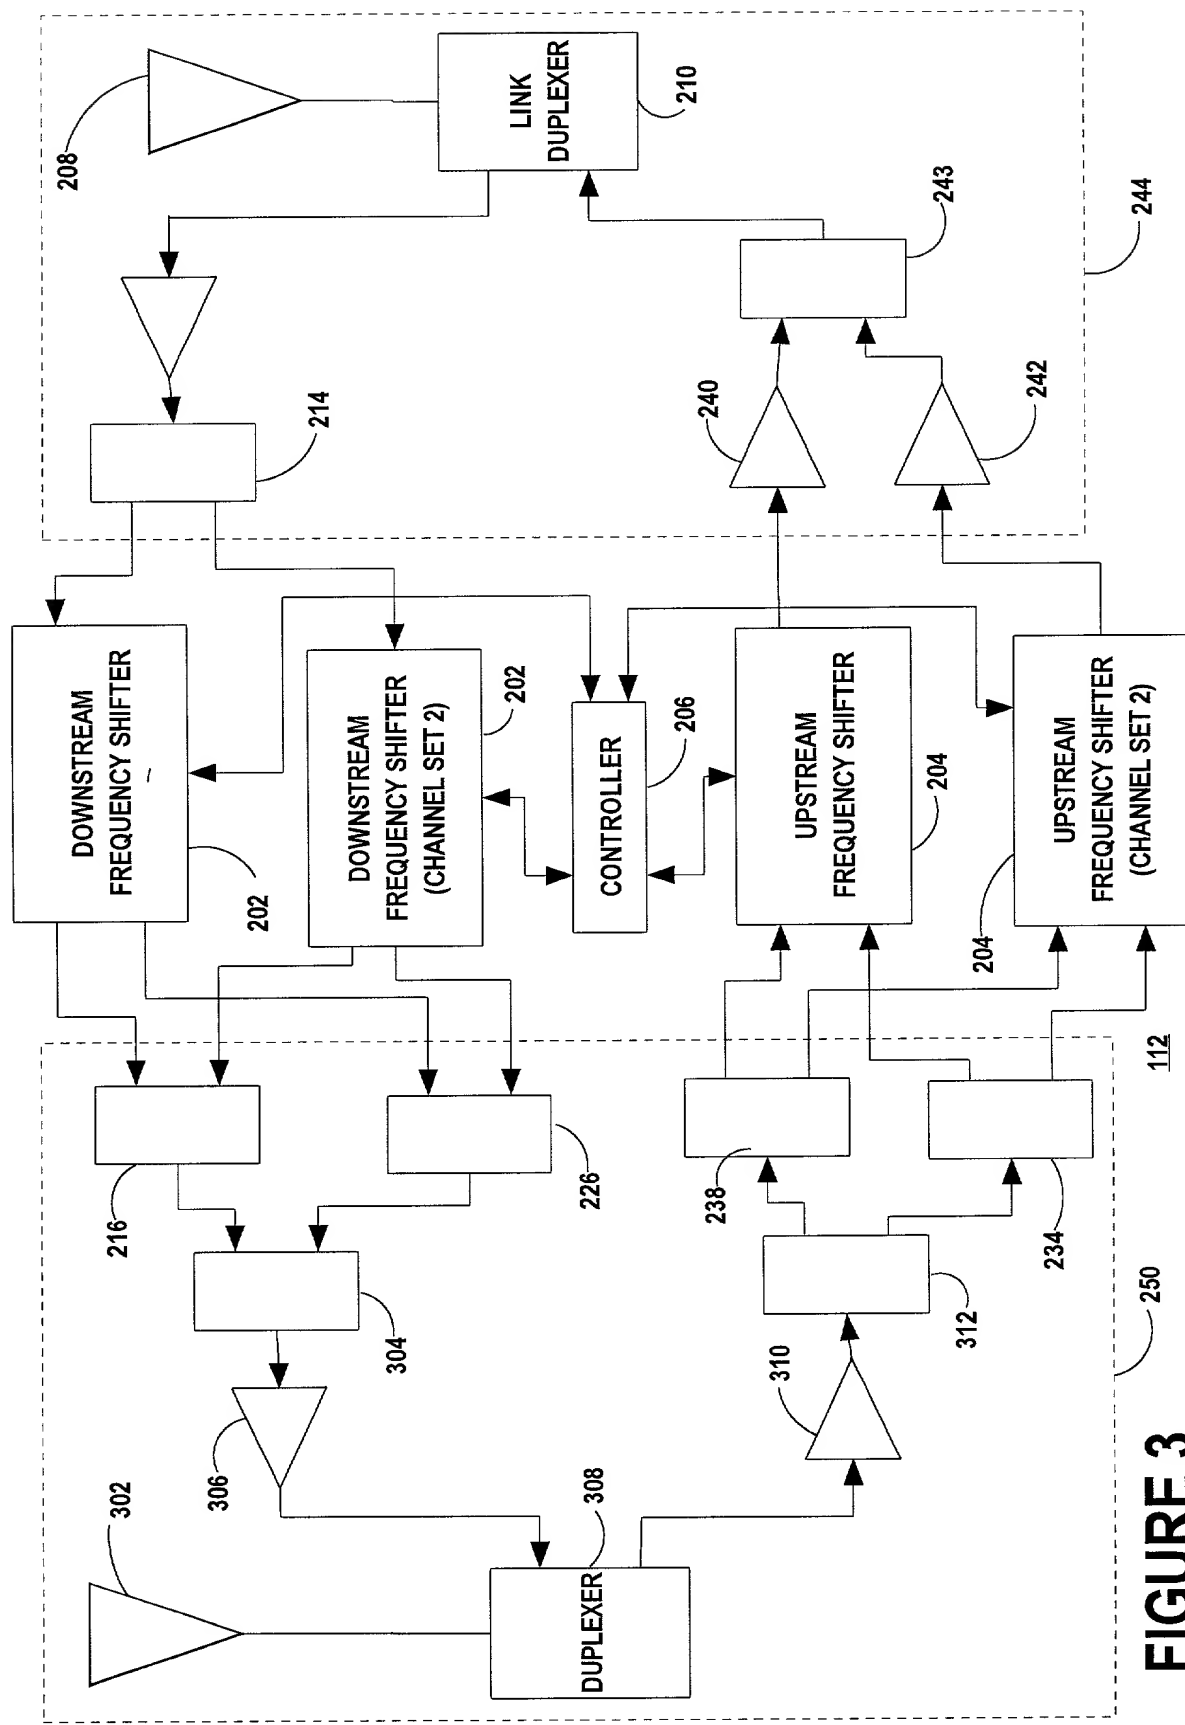 302
208
306
304
216
DOWNSTREAM
FREQUENCY SHIFTER
202
214
DOWNSTREAM
FREQUENCY SHIFTER
(CHANNEL SET 2)
202
LINK
DUPLEXER
210
DUPLEXER
308
226
CONTROLLER
206
310
312
238
UPSTREAM
FREQUENCY SHIFTER
204
240
243
234
204
UPSTREAM
FREQUENCY SHIFTER
(CHANNEL SET 2)
242
244
250
112
FIGURE 3